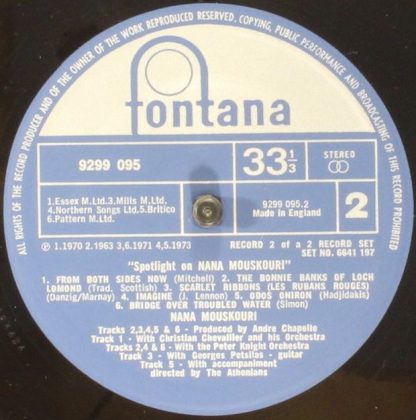 ALL RIGHTS OF THE RECORD PRODUCER AND OF THE OWNER OF THE WORK REPRODUCED RESERVED. COPYING, PUBLIC PERFORMANCE AND BROADCASTING OF THIS RECORD PROHIBITED
fontana
9299 095
33 1/3
STEREO
1.Essex M.Ltd.3.Mills M.Ltd.
4.Northern Songs Ltd.5.Britico
6.Pattern M.Ltd.
9299 095.2
Made in England
2
℗ 1.1970 2.1963 3,6.1971 4,5.1973
RECORD 2 of a 2 RECORD SET
SET NO. 6641 197
"Spotlight on NANA MOUSKOURI"
1. FROM BOTH SIDES NOW (Mitchell) 2. THE BONNIE BANKS OF LOCH
LOMOND (Trad. Scottish) 3. SCARLET RIBBONS (LES RUBANS ROUGES)
(Danzig/Marnay) 4. IMAGINE (J. Lennon) 5. ODOS ONIRON (Hadjidakis)
6. BRIDGE OVER TROUBLED WATER (Simon)
NANA MOUSKOURI
Tracks 2,3,4,5 & 6 - Produced by Andre Chapelle
Track 1 - With Christian Chevallier and his Orchestra
Tracks 2,4 & 6 - With the Peter Knight Orchestra
Track 3 - With Georges Petsilas - guitar
Track 5 - With accompaniment
directed by The Athenians